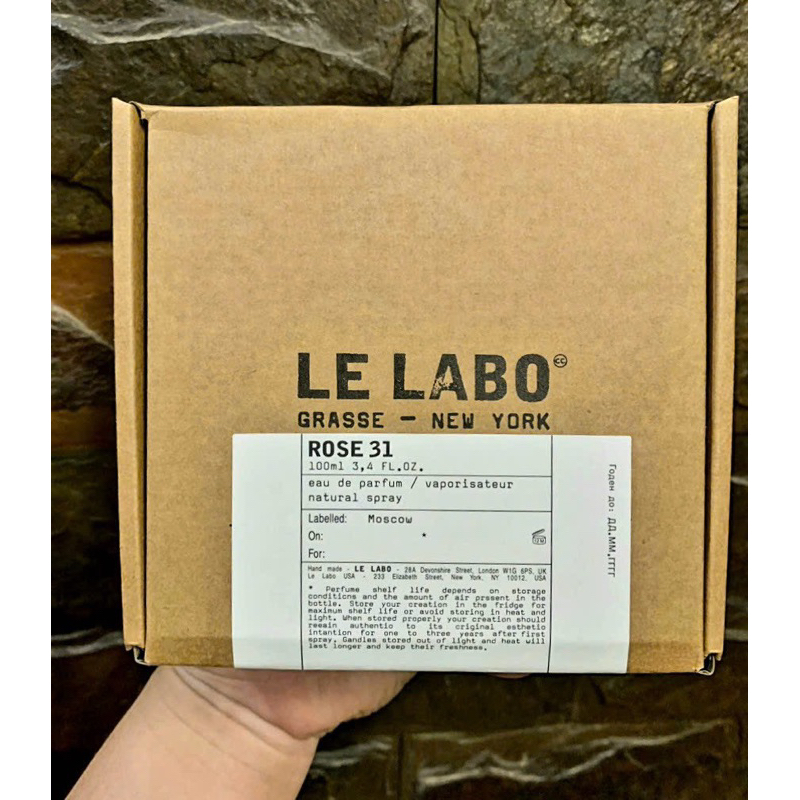 LE LABO
GRASSE — NEW YORK
ROSE 31
100ml 3,4 FL.OZ.
eau de parfum / vaporisateur
natural spray
Labelled: Moscow
On: *
For:
12 M
Hand made - LE LABO - 28A Devonshire Street, London W1G 6PS, UK
Le Labo USA - 233 Elizabeth Street, New York, NY 10012, USA
* Perfume shelf life depends on storage
conditions and the amount of air prssent in the
bottle. Store your creation in the fridge for
maximum shelf life or avoid storing in heat and
light. When stored properly your creation should
reeain authentic to its original esthetic
intantion for one to three years after first
spray. Gandles stored out of light and heat will
last longer and keep their freshness.
Годен до: ДД.ММ.ГГГГ